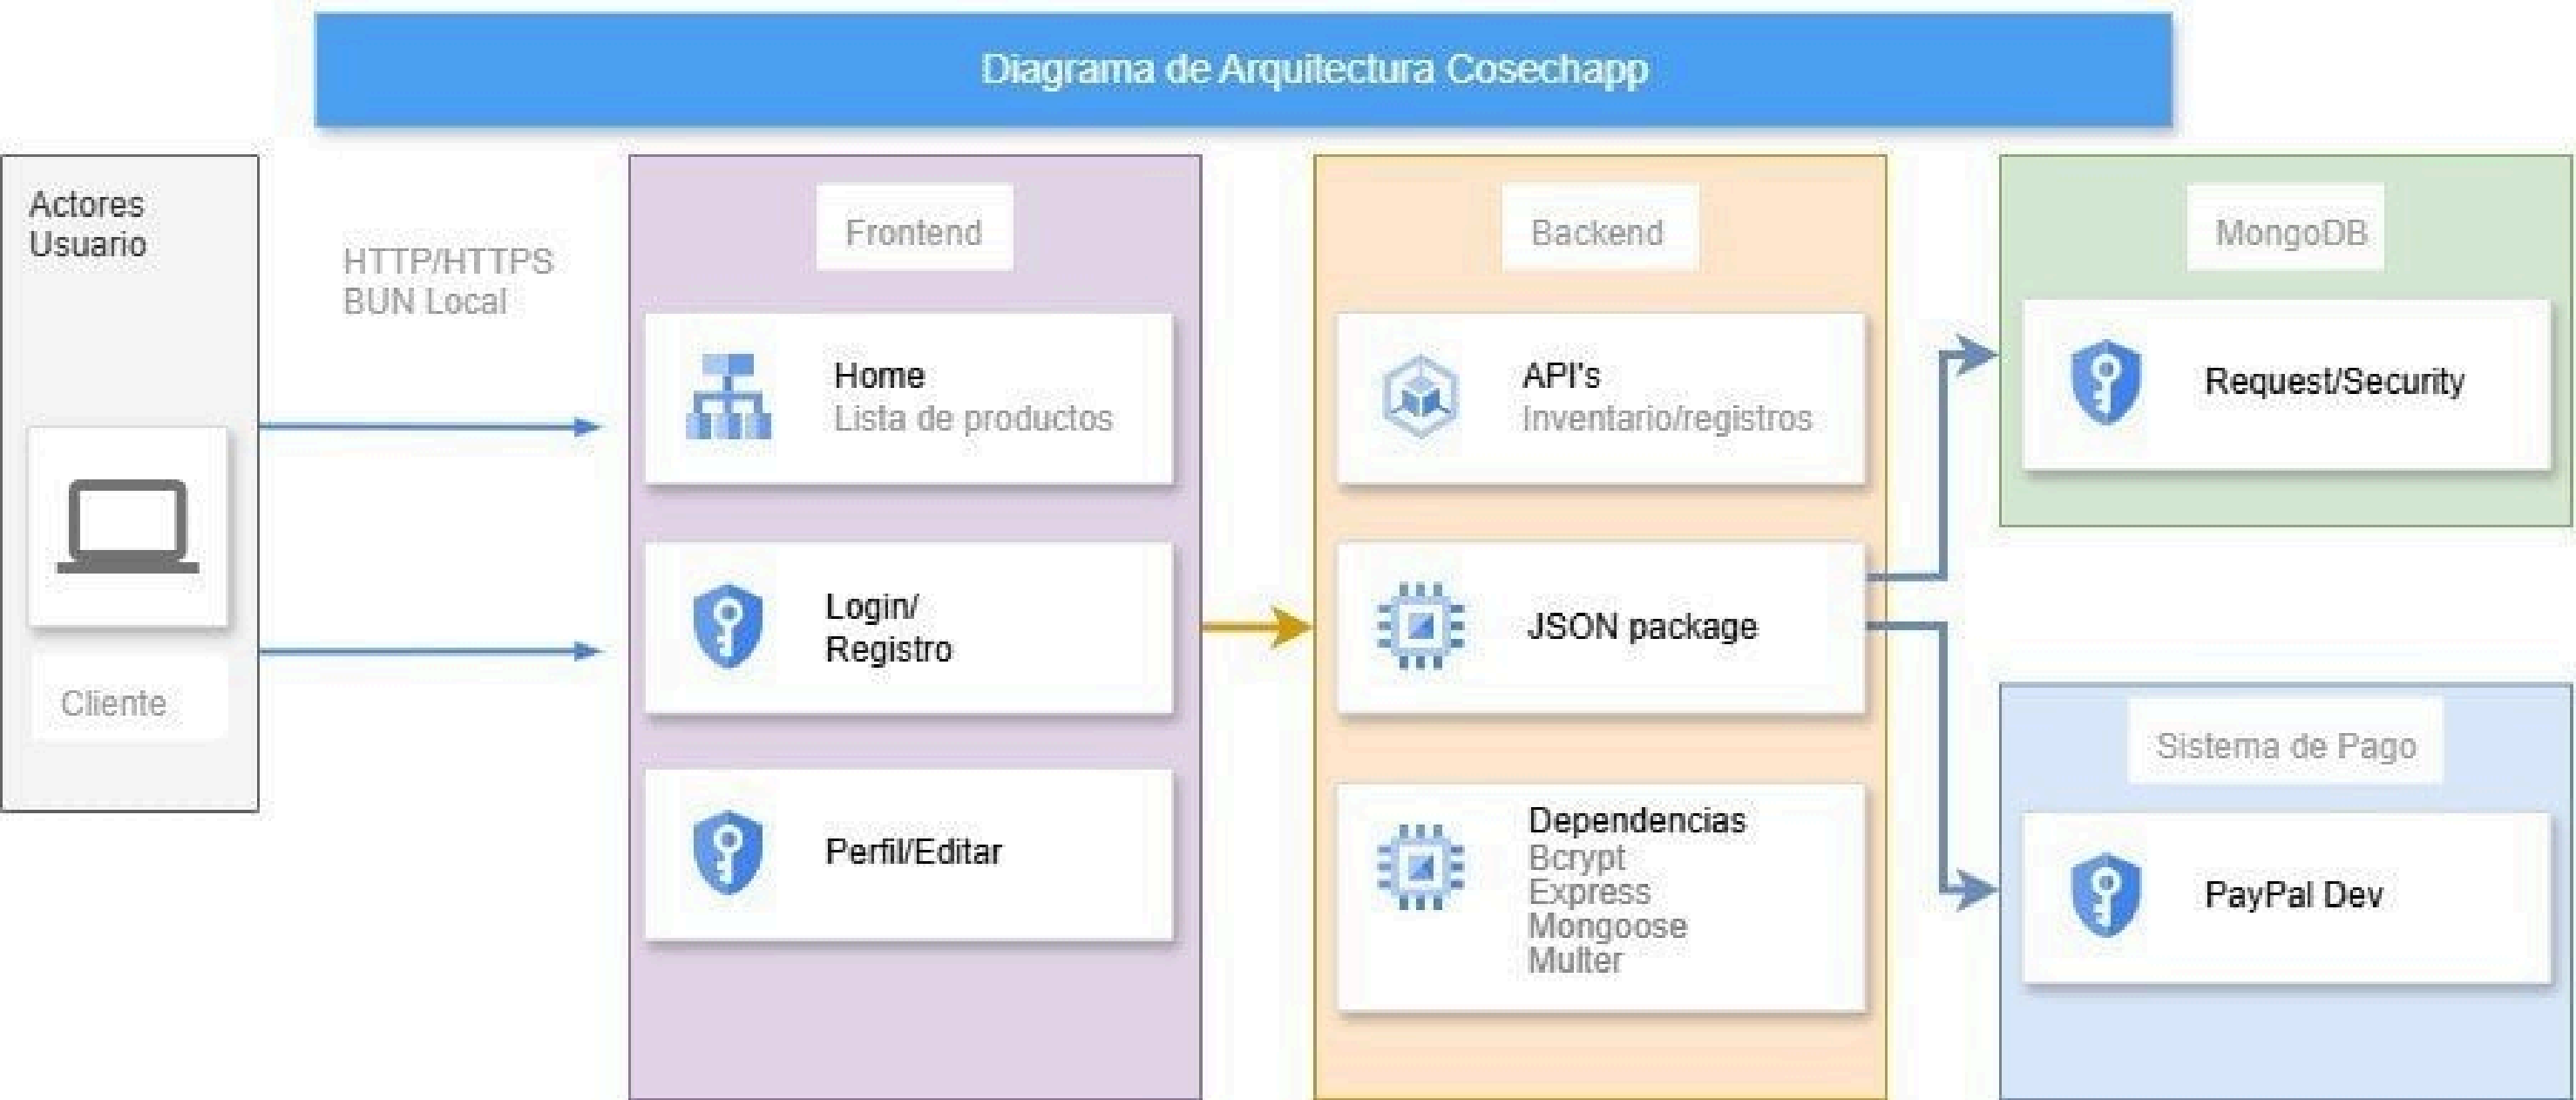 Diagrama de Arquitectura Cosechapp
Actores
Usuario
Cliente
HTTP/HTTPS
BUN Local
Frontend
Home
Lista de productos
Login/
Registro
Perfil/Editar
Backend
API's
Inventario/registros
JSON package
Dependencias
Bcrypt
Express
Mongoose
Multer
MongoDB
Request/Security
Sistema de Pago
PayPal Dev